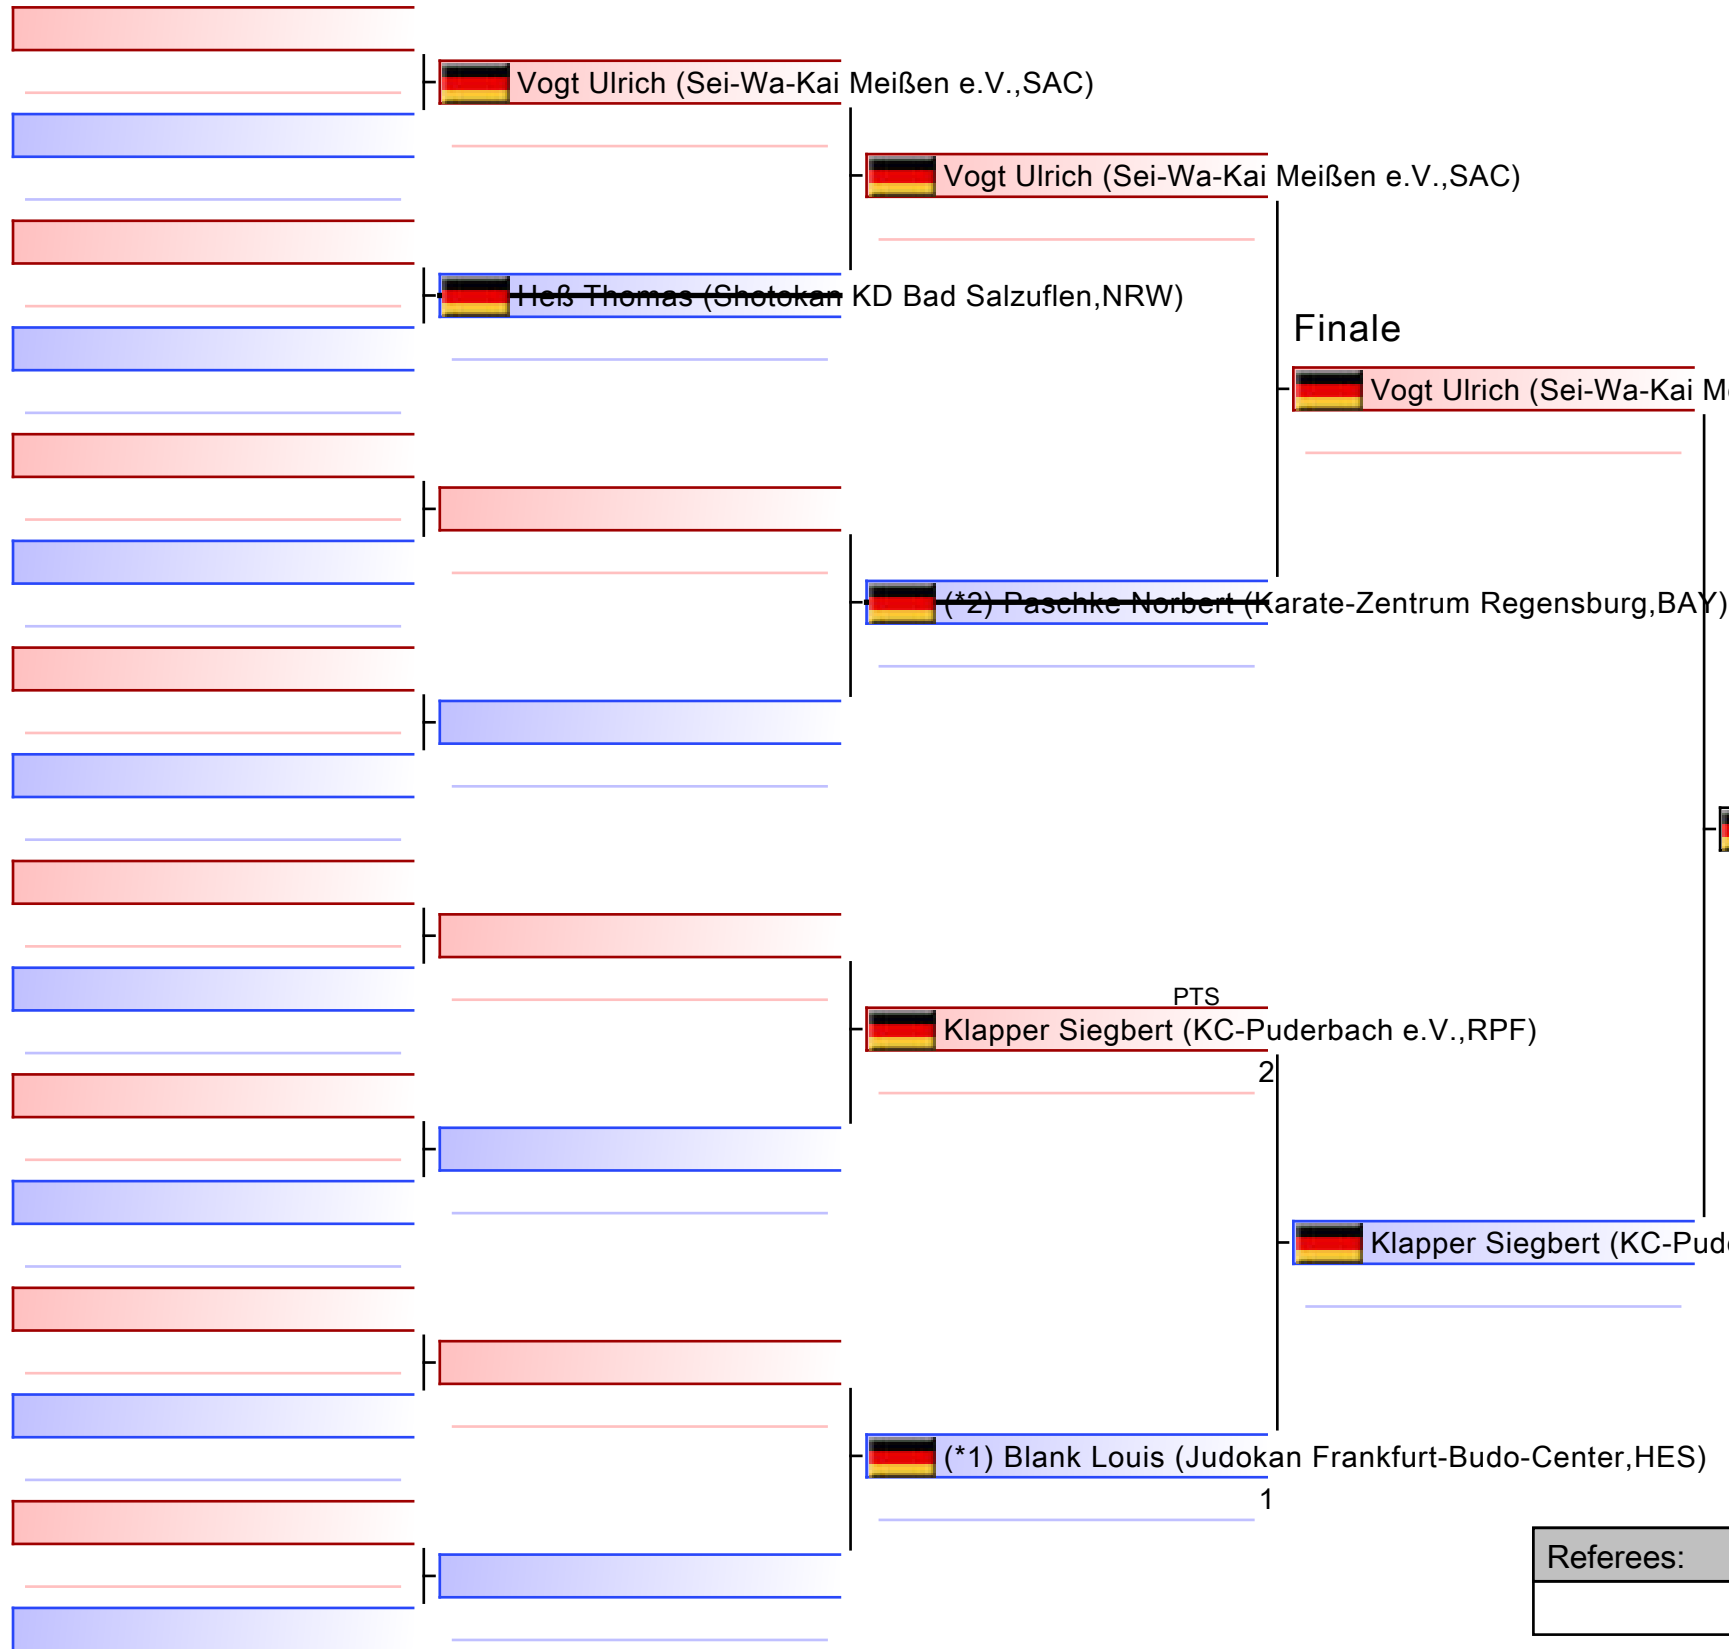 Vogt Ulrich (Sei-Wa-Kai Meißen e.V.,SAC)
Vogt Ulrich (Sei-Wa-Kai Meißen e.V.,SAC)
Heß Thomas (Shotokan KD Bad Salzuflen,NRW)
Finale
Vogt Ulrich (Sei-Wa-Kai
(*2) Paschke Norbert (Karate-Zentrum Regensburg,BAY)
PTS
Klapper Siegbert (KC-Puderbach e.V.,RPF)
2
Klapper Siegbert
(*1) Blank Louis (Judokan Frankfurt-Budo-Center,HES)
1
Referees: